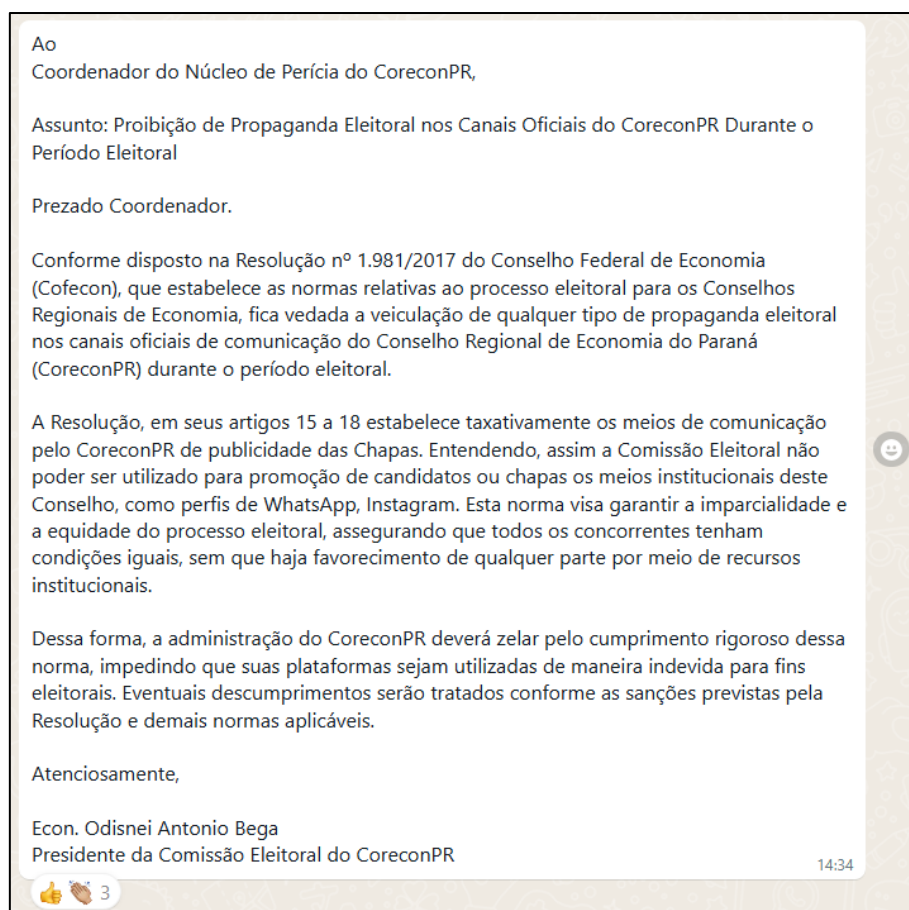 Ao
Coordenador do Núcleo de Perícia do CoreconPR,
Assunto: Proibição de Propaganda Eleitoral nos Canais Oficiais do CoreconPR Durante o
Período Eleitoral
Prezado Coordenador.
Conforme disposto na Resolução nº 1.981/2017 do Conselho Federal de Economia
(Cofecon), que estabelece as normas relativas ao processo eleitoral para os Conselhos
Regionais de Economia, fica vedada a veiculação de qualquer tipo de propaganda eleitoral
nos canais oficiais de comunicação do Conselho Regional de Economia do Paraná
(CoreconPR) durante o período eleitoral.
A Resolução, em seus artigos 15 a 18 estabelece taxativamente os meios de comunicação
pelo CoreconPR de publicidade das Chapas. Entendendo, assim a Comissão Eleitoral não
poder ser utilizado para promoção de candidatos ou chapas os meios institucionais deste
Conselho, como perfis de WhatsApp, Instagram. Esta norma visa garantir a imparcialidade e
a equidade do processo eleitoral, assegurando que todos os concorrentes tenham
condições iguais, sem que haja favorecimento de qualquer parte por meio de recursos
institucionais.
Dessa forma, a administração do CoreconPR deverá zelar pelo cumprimento rigoroso dessa
norma, impedindo que suas plataformas sejam utilizadas de maneira indevida para fins
eleitorais. Eventuais descumprimentos serão tratados conforme as sanções previstas pela
Resolução e demais normas aplicáveis.
Atenciosamente,
Econ. Odisnei Antonio Bega
Presidente da Comissão Eleitoral do CoreconPR
14:34
3